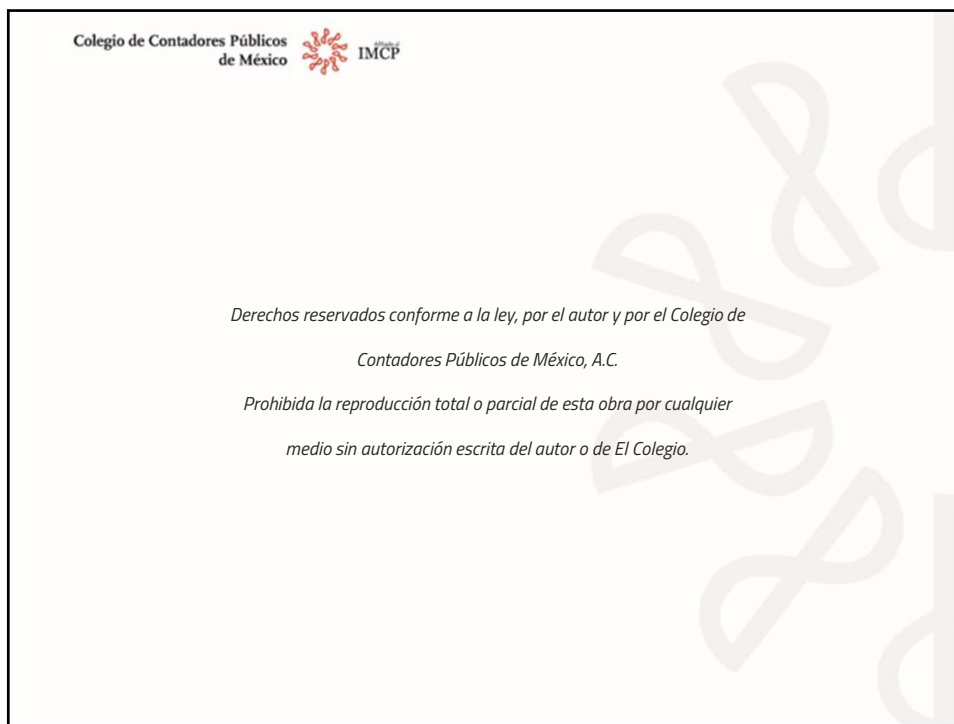 Colegio de Contadores Públicos
de México
Afiliado al
IMCP
Derechos reservados conforme a la ley, por el autor y por el Colegio de
Contadores Públicos de México, A.C.
Prohibida la reproducción total o parcial de esta obra por cualquier
medio sin autorización escrita del autor o de El Colegio.